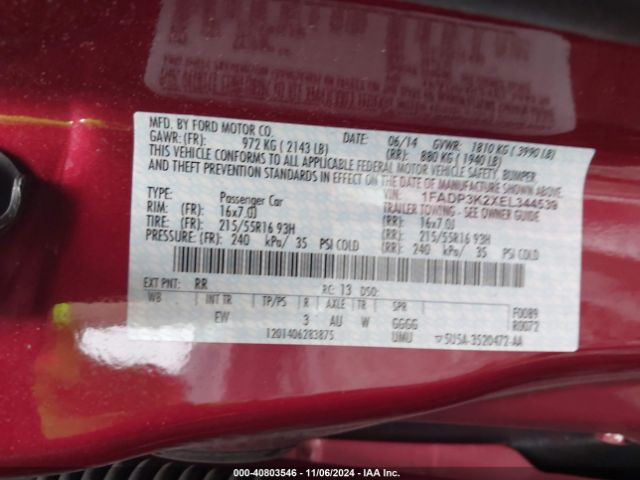 MFD. BY FORD MOTOR CO. DATE: 06/14 GVWR: 1810 KG ( 3990 LB)
GAWR: (FR): 972 KG ( 2143 LB) (RR): 880 KG ( 1940 LB)
THIS VEHICLE CONFORMS TO ALL APPLICABLE FEDERAL MOTOR VEHICLE SAFETY, BUMPER,
AND THEFT PREVENTION STANDARDS IN EFFECT ON THE DATE OF MANUFACTURE SHOWN ABOVE.
VIN: 1FADP3K2XEL344539
TYPE: Passenger Car TRAILER TOWING - SEE OWNER GUIDE
RIM: (FR): 16x7.0J (RR): 16x7.0J
TIRE: (FR): 215/55R16 93H (RR): 215/55R16 93H
PRESSURE: (FR): 240 kPa/ 35 PSI COLD (RR): 240 kPa/ 35 PSI COLD
EXT PNT: RR RC: 13 DSO:
WB INT TR TP/PS R AXLE TR SPR F0089
EW 3 AU W GGGG R0072
1201406283875 UMU 5U5A-3520472-AA
000-40803546 — 11/06/2024 — IAA Inc.